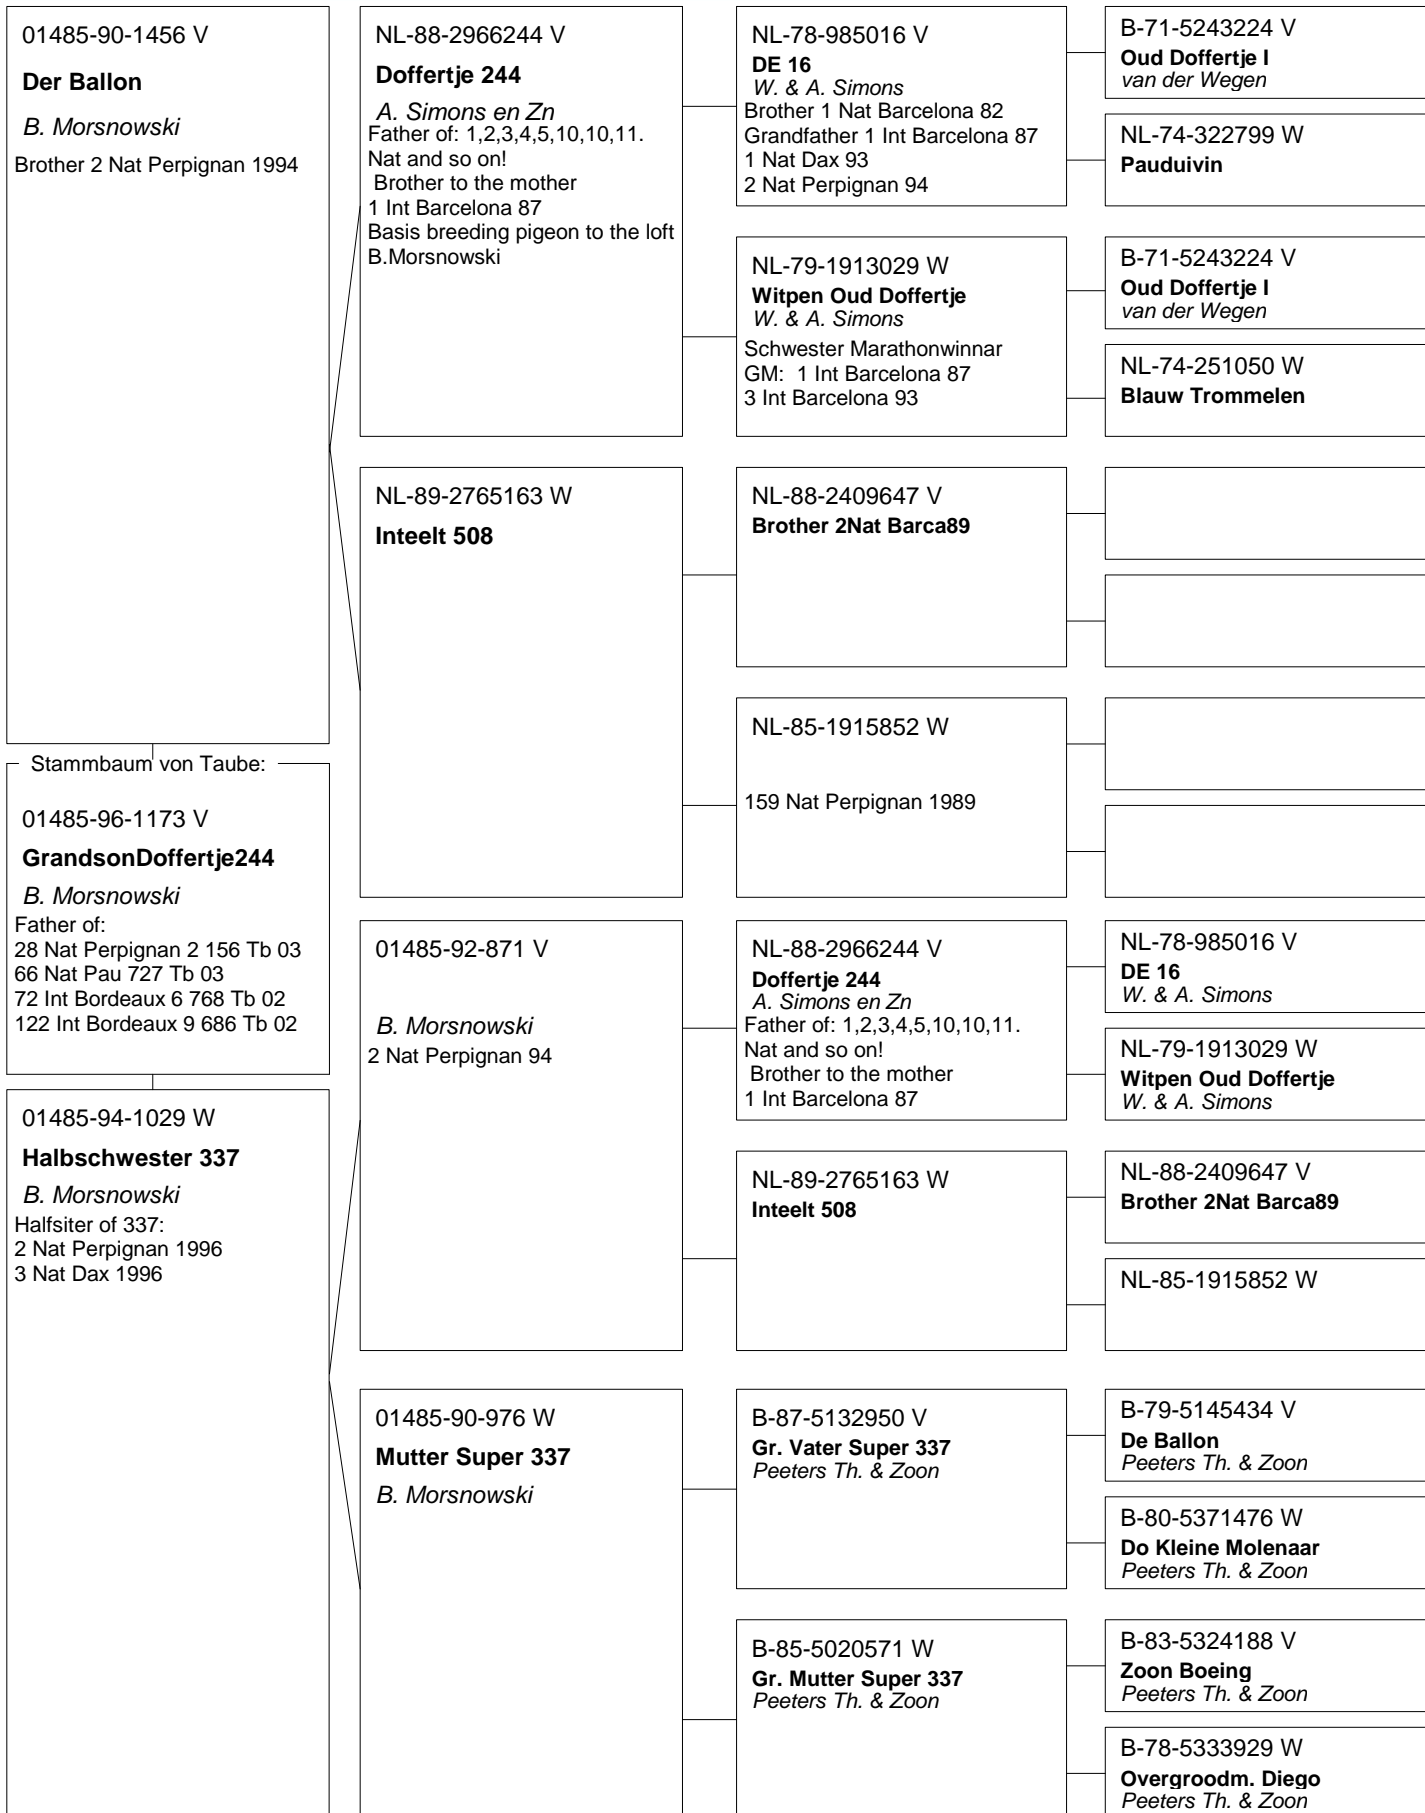 01485-90-1456 V
Der Ballon
B. Morsnowski
Brother 2 Nat Perpignan 1994
Stammbaum von Taube:
01485-96-1173 V
GrandsonDoffertje244
B. Morsnowski
Father of:
28 Nat Perpignan 2 156 Tb 03
66 Nat Pau 727 Tb 03
72 Int Bordeaux 6 768 Tb 02
122 Int Bordeaux 9 686 Tb 02
01485-94-1029 W
Halbschwester 337
B. Morsnowski
Halfsiter of 337:
2 Nat Perpignan 1996
3 Nat Dax 1996
NL-88-2966244 V
Doffertje 244
A. Simons en Zn
Father of: 1,2,3,4,5,10,10,11.
Nat and so on!
Brother to the mother
1 Int Barcelona 87
Basis breeding pigeon to the loft
B.Morsnowski
NL-89-2765163 W
Inteelt 508
01485-92-871 V
B. Morsnowski
2 Nat Perpignan 94
01485-90-976 W
Mutter Super 337
B. Morsnowski
NL-78-985016 V
DE 16
W. & A. Simons
Brother 1 Nat Barcelona 82
Grandfather 1 Int Barcelona 87
1 Nat Dax 93
2 Nat Perpignan 94
NL-79-1913029 W
Witpen Oud Doffertje
W. & A. Simons
Schwester Marathonwinnar
GM: 1 Int Barcelona 87
3 Int Barcelona 93
NL-88-2409647 V
Brother 2Nat Barca89
NL-85-1915852 W
159 Nat Perpignan 1989
NL-88-2966244 V
Doffertje 244
A. Simons en Zn
Father of: 1,2,3,4,5,10,10,11.
Nat and so on!
Brother to the mother
1 Int Barcelona 87
NL-89-2765163 W
Inteelt 508
B-87-5132950 V
Gr. Vater Super 337
Peeters Th. & Zoon
B-85-5020571 W
Gr. Mutter Super 337
Peeters Th. & Zoon
B-71-5243224 V
Oud Doffertje I
van der Wegen
NL-74-322799 W
Pauduivin
B-71-5243224 V
Oud Doffertje I
van der Wegen
NL-74-251050 W
Blauw Trommelen
NL-78-985016 V
DE 16
W. & A. Simons
NL-79-1913029 W
Witpen Oud Doffertje
W. & A. Simons
NL-88-2409647 V
Brother 2Nat Barca89
NL-85-1915852 W
B-79-5145434 V
De Ballon
Peeters Th. & Zoon
B-80-5371476 W
Do Kleine Molenaar
Peeters Th. & Zoon
B-83-5324188 V
Zoon Boeing
Peeters Th. & Zoon
B-78-5333929 W
Overgroodm. Diego
Peeters Th. & Zoon